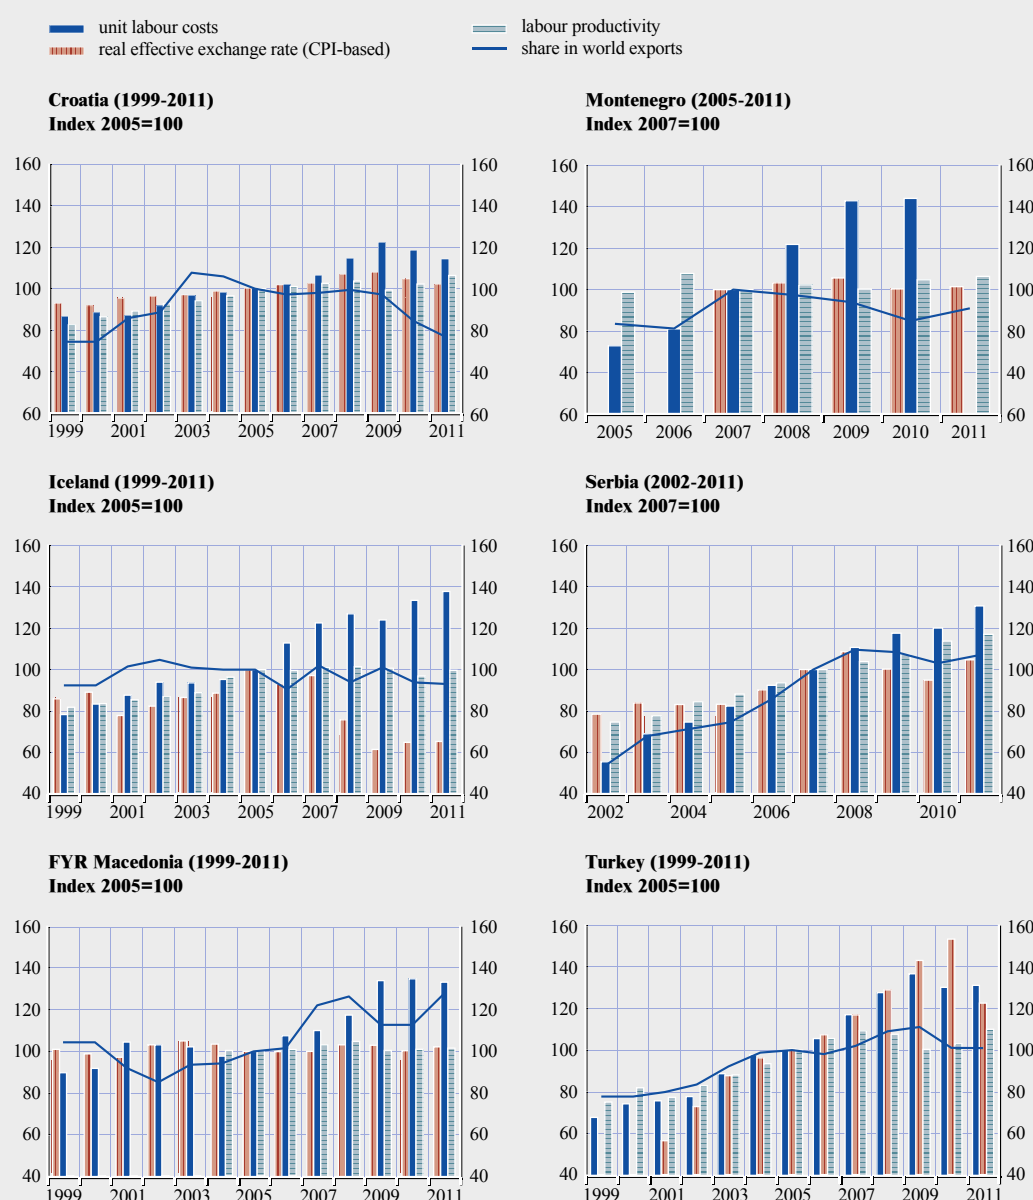 unit labour costs
real effective exchange rate (CPI-based)
labour productivity
share in world exports
Croatia (1999-2011)
Index 2005=100
160 160
140 140
120 120
100 100
80 80
40 40
60 60
1999 2001 2003 2005 2007 2009 2011
Montenegro (2005-2011)
Index 2007=100
160 160
140 140
120 120
100 100
80 80
40 40
60 60
2005 2006 2007 2008 2009 2010 2011
Iceland (1999-2011)
Index 2005=100
160 160
140 140
120 120
100 100
80 80
60 60
40 40
1999 2001 2003 2005 2007 2009 2011
Serbia (2002-2011)
Index 2007=100
160 160
140 140
120 120
100 100
80 80
60 60
40 40
2002 2004 2006 2008 2010
FYR Macedonia (1999-2011)
Index 2005=100
160 160
140 140
120 120
100 100
80 80
60 60
40 40
1999 2001 2003 2005 2007 2009 2011
Turkey (1999-2011)
Index 2005=100
160 160
140 140
120 120
100 100
80 80
60 60
40 40
1999 2001 2003 2005 2007 2009 2011